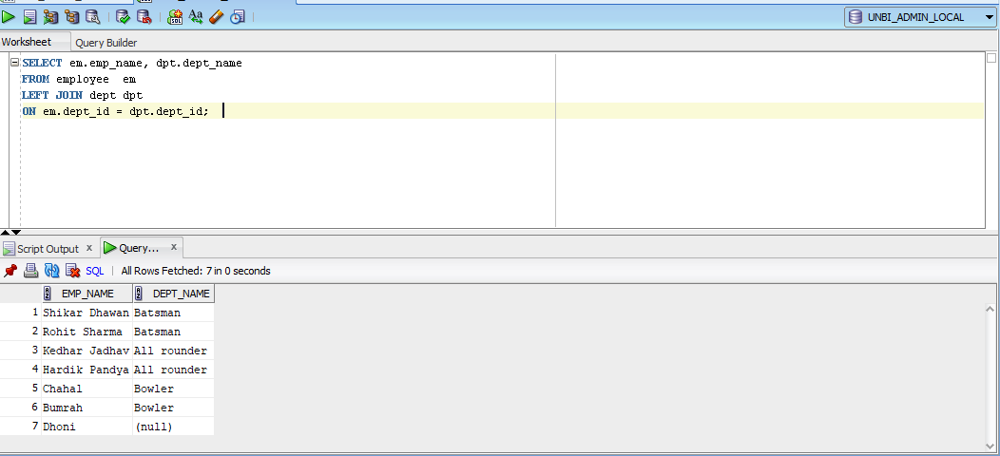 UNBI_ADMIN_LOCAL
Worksheet Query Builder
SELECT em.emp_name, dpt.dept_name
FROM employee  em
LEFT JOIN dept dpt
ON em.dept_id = dpt.dept_id;
Script Output x Query... x
SQL All Rows Fetched: 7 in 0 seconds
EMP_NAME DEPT_NAME
1 Shikar Dhawan Batsman
2 Rohit Sharma Batsman
3 Kedhar Jadhav All rounder
4 Hardik Pandya All rounder
5 Chahal Bowler
6 Bumrah Bowler
7 Dhoni (null)